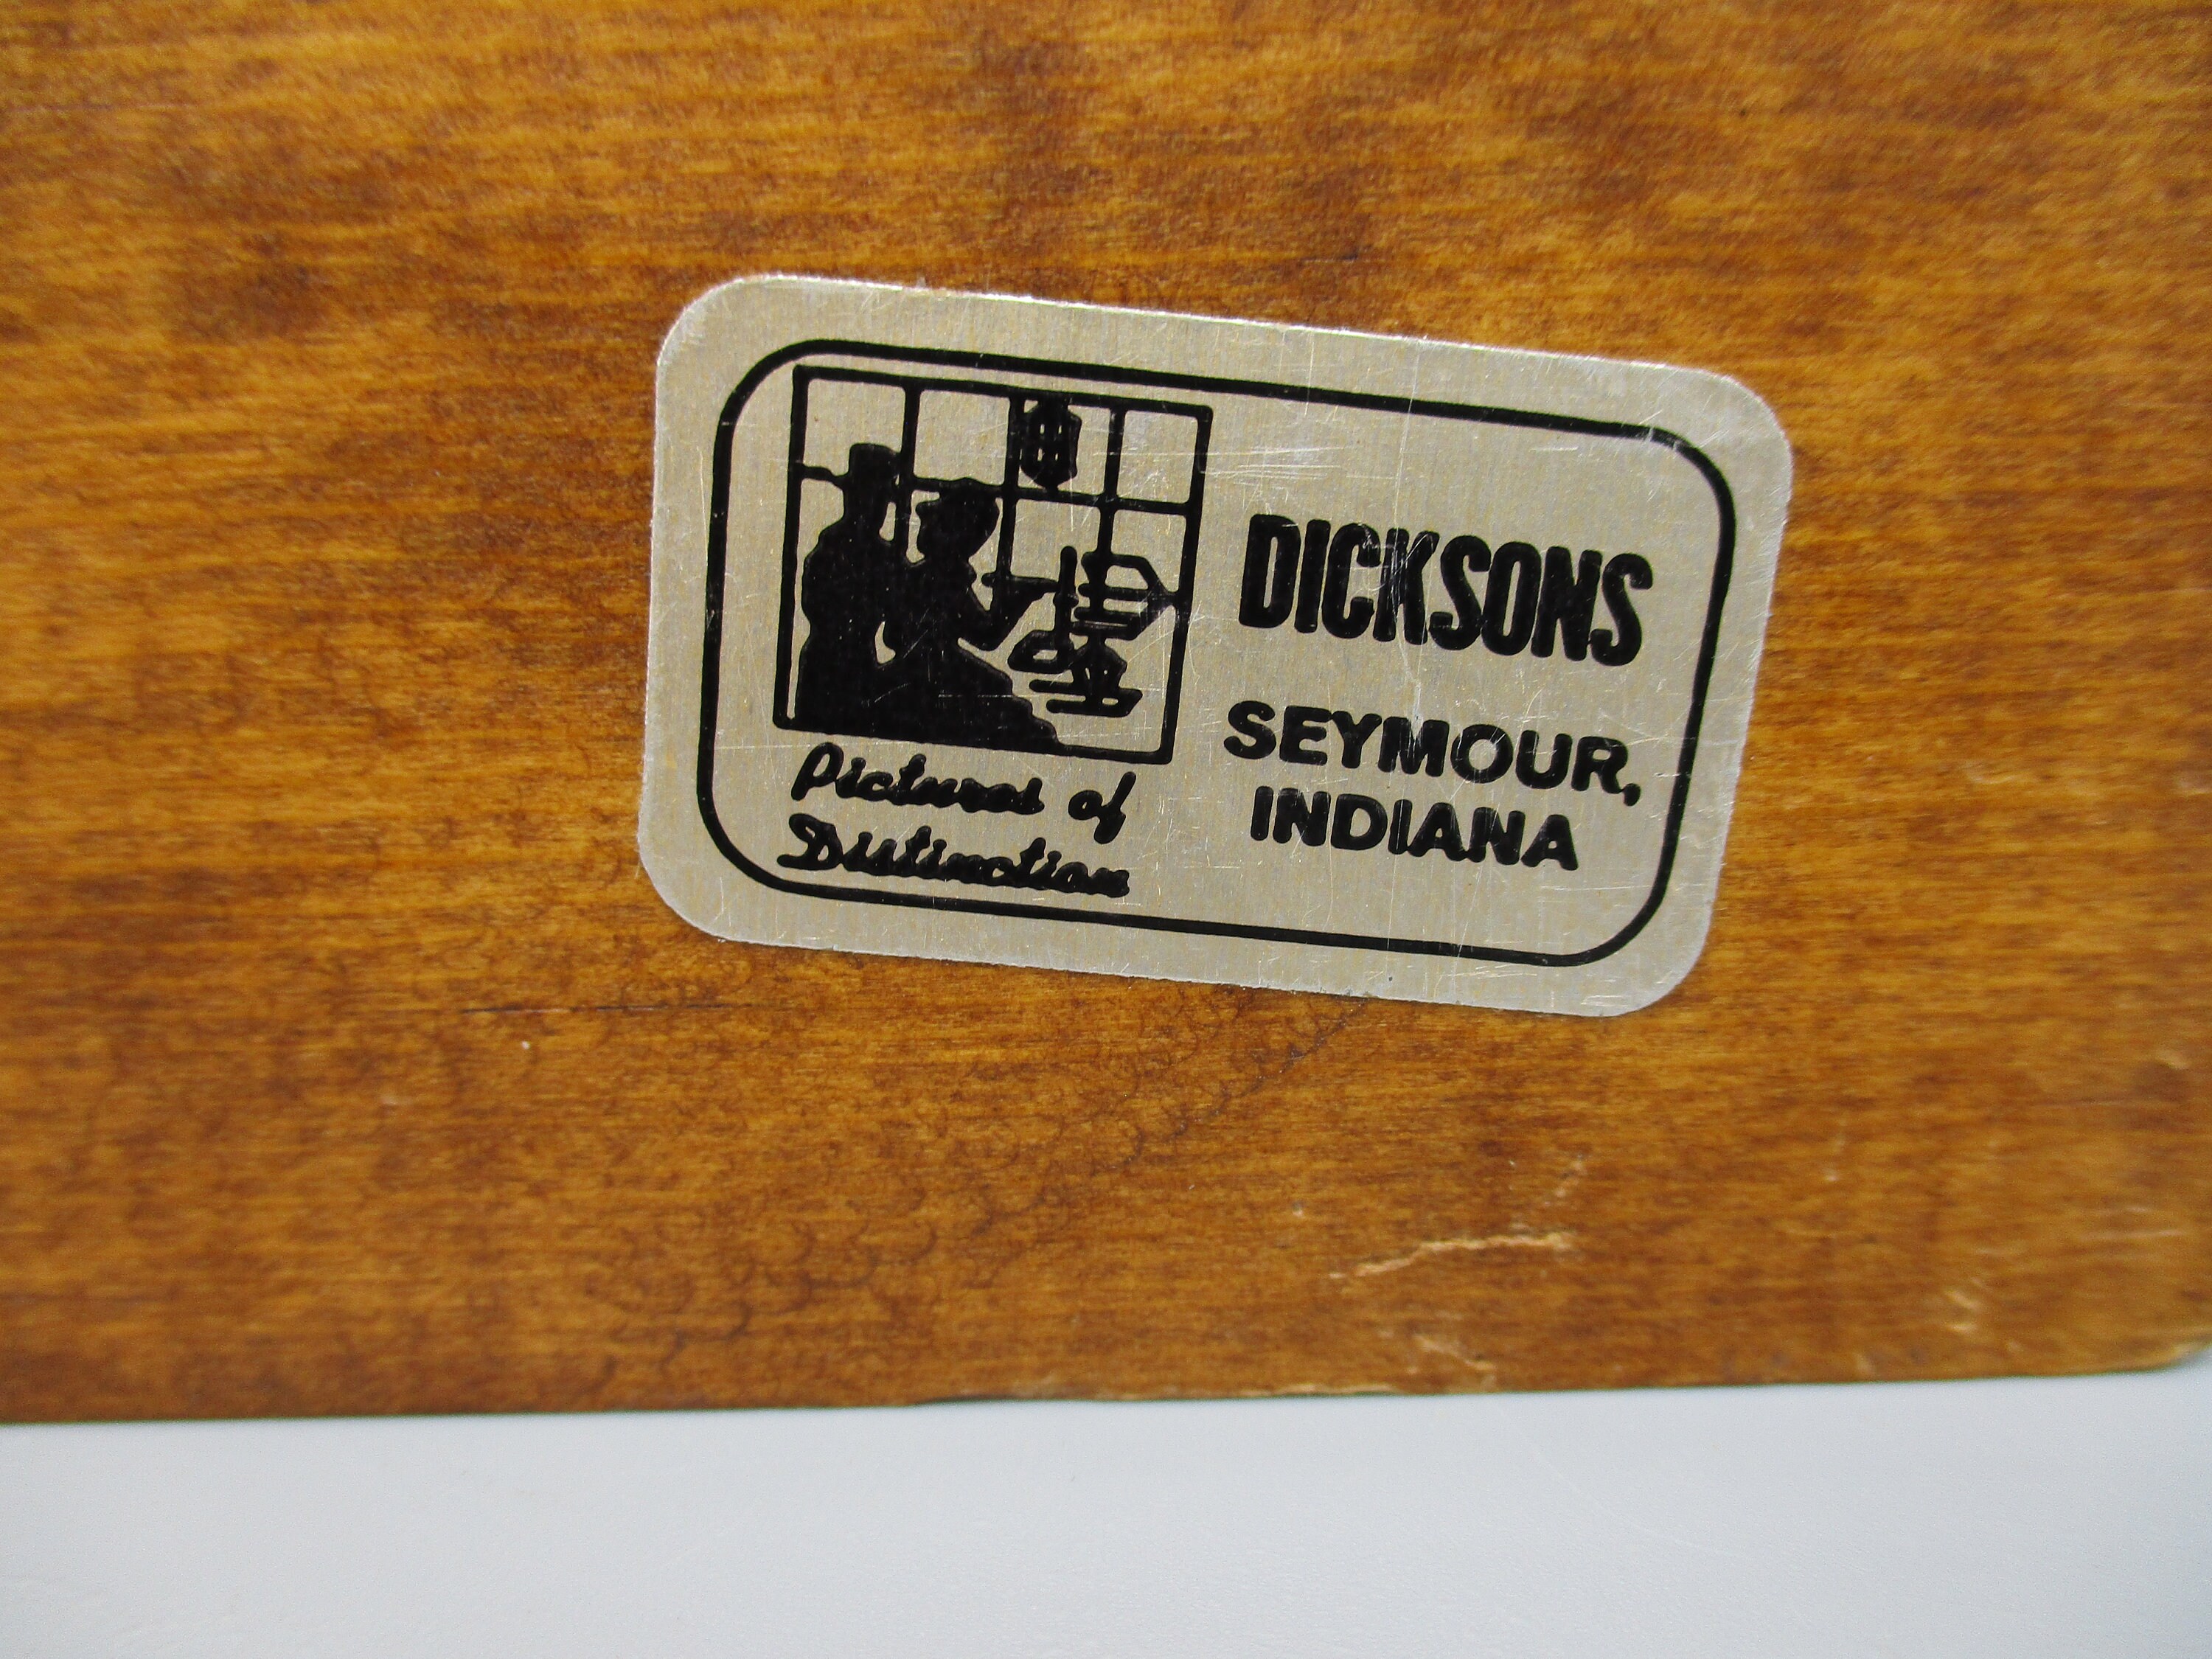 Pictures of
Distinction
DICKSONS
SEYMOUR,
INDIANA